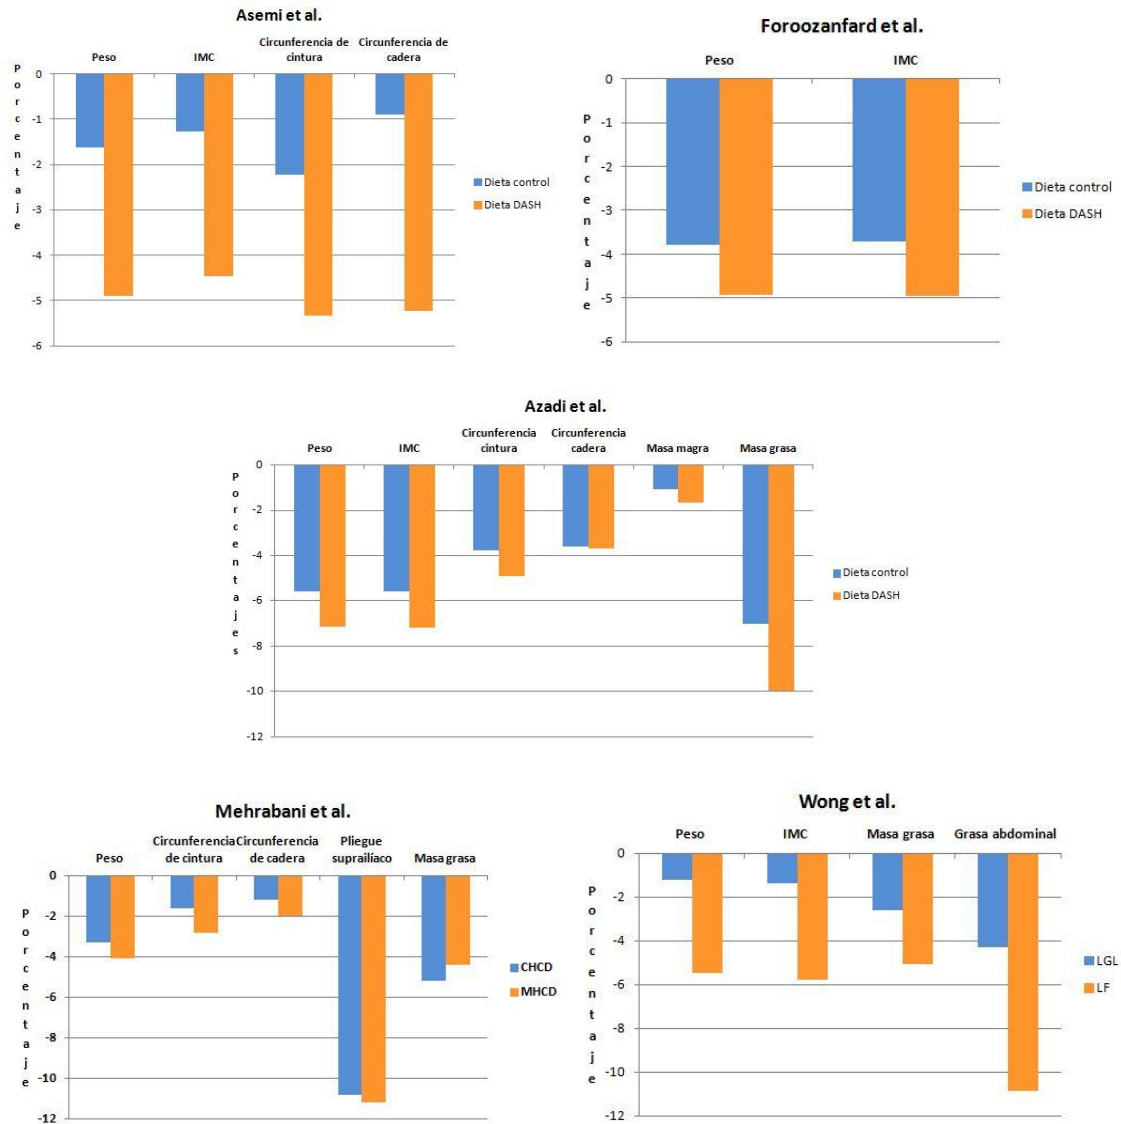 Asemi et al.
Peso
IMC
Circunferencia de
cintura
Circunferencia de
cadera
Porcentaje
0
-1
-2
-3
-4
-5
-6
Dieta control
Dieta DASH
Foroozanfard et al.
Peso
IMC
Porcentaje
0
-1
-2
-3
-4
-5
-6
Dieta control
Dieta DASH
Azadi et al.
Peso
IMC
Circunferencia
cintura
Circunferencia
cadera
Masa magra
Masa grasa
Porcentajes
0
-2
-4
-6
-8
-10
-12
Dieta control
Dieta DASH
Mehrabani et al.
Peso
Circunferencia
de cintura
Circunferencia
de cadera
Pliegue
suprailíaco
Masa grasa
Porcentaje
0
-2
-4
-6
-8
-10
-12
CHCD
MHCD
Wong et al.
Peso
IMC
Masa grasa
Grasa abdominal
Porcentaje
0
-2
-4
-6
-8
-10
-12
LGL
LF